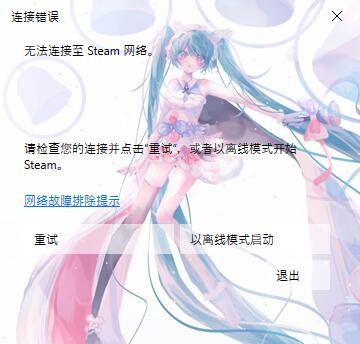 连接错误
无法连接至 Steam 网络。
请检查您的连接并点击“重试”，或者以离线模式开始
Steam。
网络故障排除提示
重试
以离线模式启动
退出